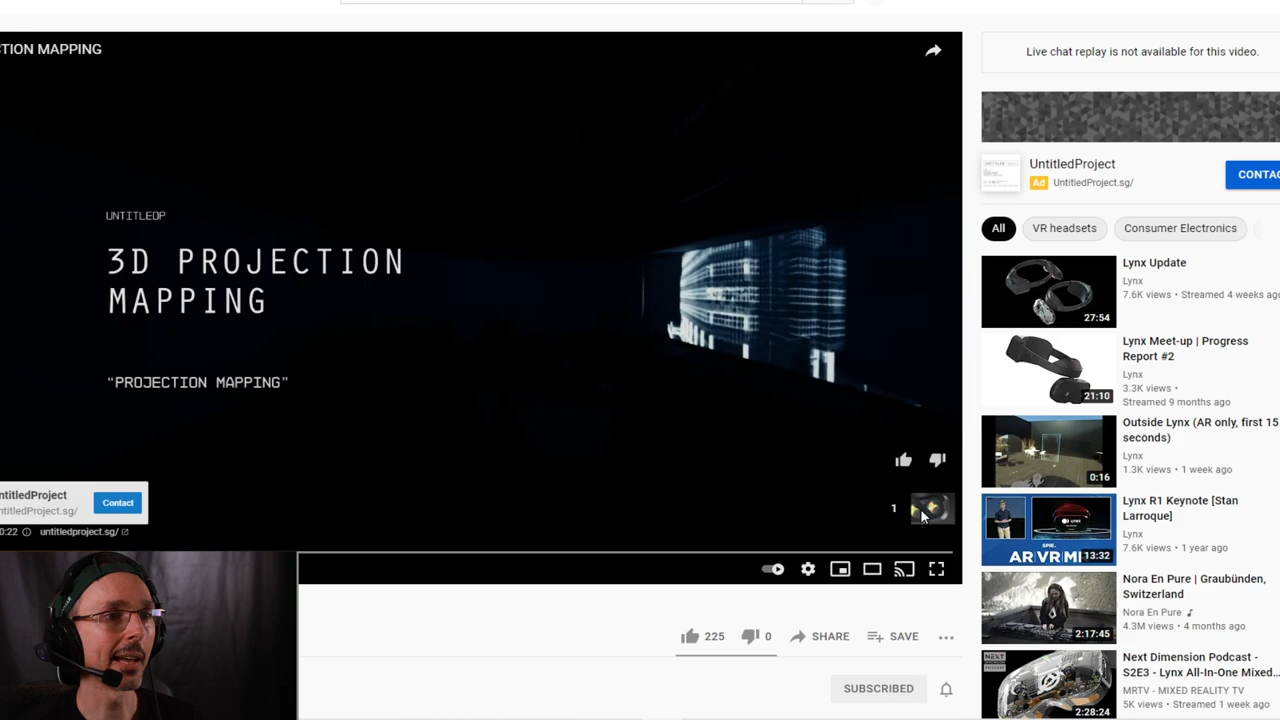 TION MAPPING
UNTITLEDP
3D PROJECTION
MAPPING
"PROJECTION MAPPING"
ntitledProject
ntitledProject.sg/
Contact
0:22
untitledproject.sg/
1
225
0
SHARE
SAVE
SUBSCRIBED
Live chat replay is not available for this video.
UntitledProject
Ad UntitledProject.sg/
CONTAC
All
VR headsets
Consumer Electronics
Lynx Update
Lynx
7.6K views • Streamed 4 weeks ago
27:54
Lynx Meet-up | Progress
Report #2
Lynx
3.3K views •
Streamed 9 months ago
21:10
Outside Lynx (AR only, first 15
seconds)
Lynx
1.3K views • 1 week ago
0:16
Lynx R1 Keynote [Stan
Larroque]
Lynx
7.6K views • 1 year ago
AR VR MI
13:32
Nora En Pure | Graubünden,
Switzerland
Nora En Pure
4.3M views • 4 months ago
2:17:45
Next Dimension Podcast -
S2E3 - Lynx All-In-One Mixed...
MRTV - MIXED REALITY TV
5K views • Streamed 1 week ago
NEXT
DIMENSION
2:28:24